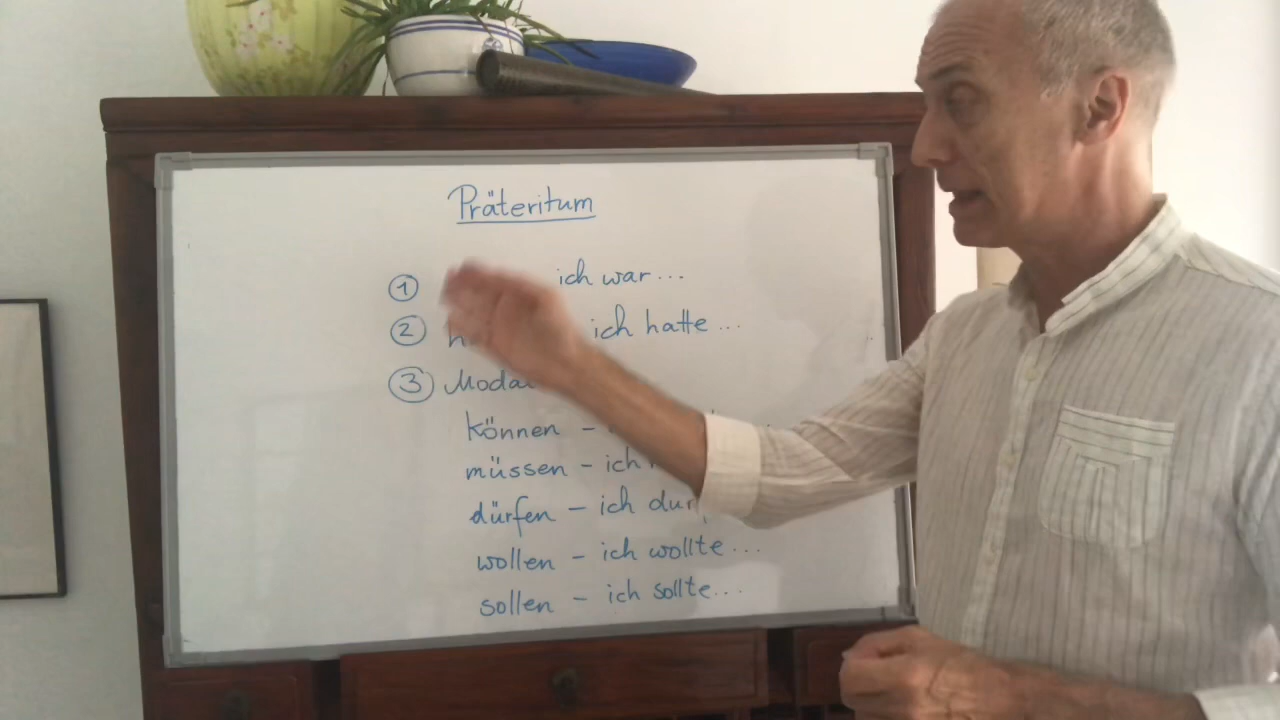 Präteritum
① ich war...
② ich hatte...
③
können –
müssen – ich
dürfen – ich
wollen – ich wollte...
sollen – ich sollte...